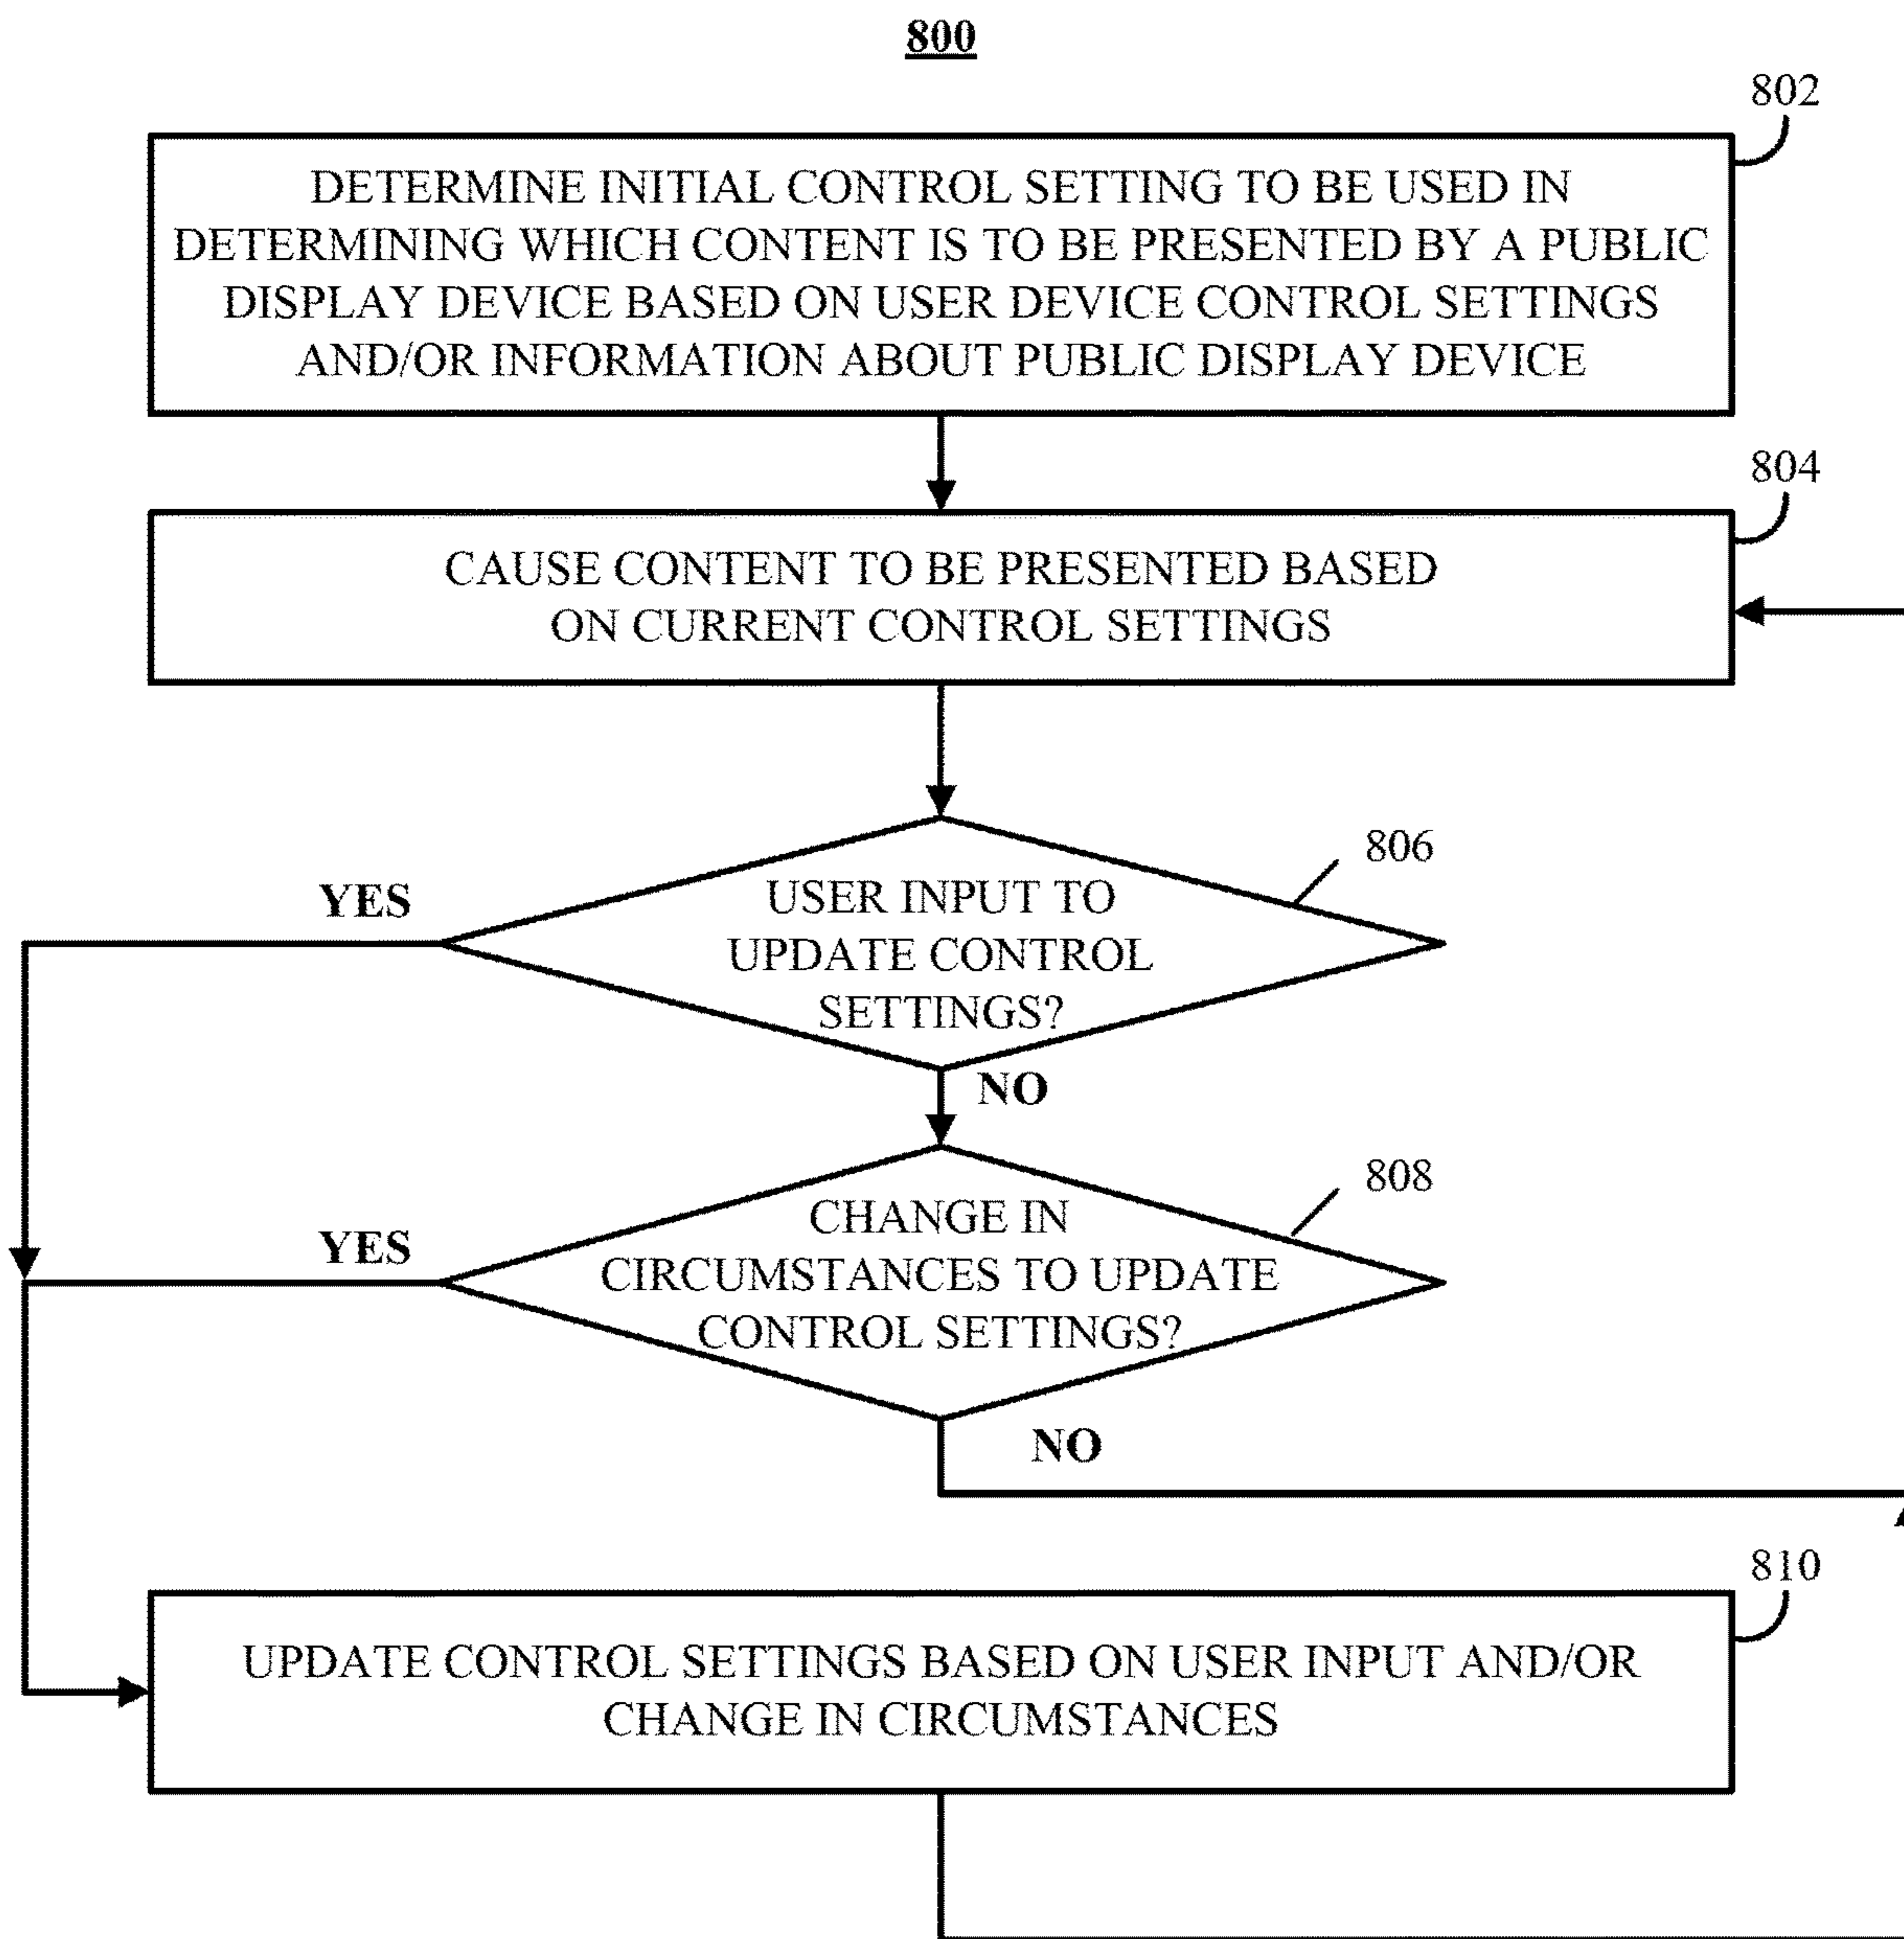 800
802
DETERMINE INITIAL CONTROL SETTING TO BE USED IN
DETERMINING WHICH CONTENT IS TO BE PRESENTED BY A PUBLIC
DISPLAY DEVICE BASED ON USER DEVICE CONTROL SETTINGS
AND/OR INFORMATION ABOUT PUBLIC DISPLAY DEVICE
804
CAUSE CONTENT TO BE PRESENTED BASED
ON CURRENT CONTROL SETTINGS
806
YES
USER INPUT TO
UPDATE CONTROL
SETTINGS?
NO
808
YES
CHANGE IN
CIRCUMSTANCES TO UPDATE
CONTROL SETTINGS?
NO
810
UPDATE CONTROL SETTINGS BASED ON USER INPUT AND/OR
CHANGE IN CIRCUMSTANCES